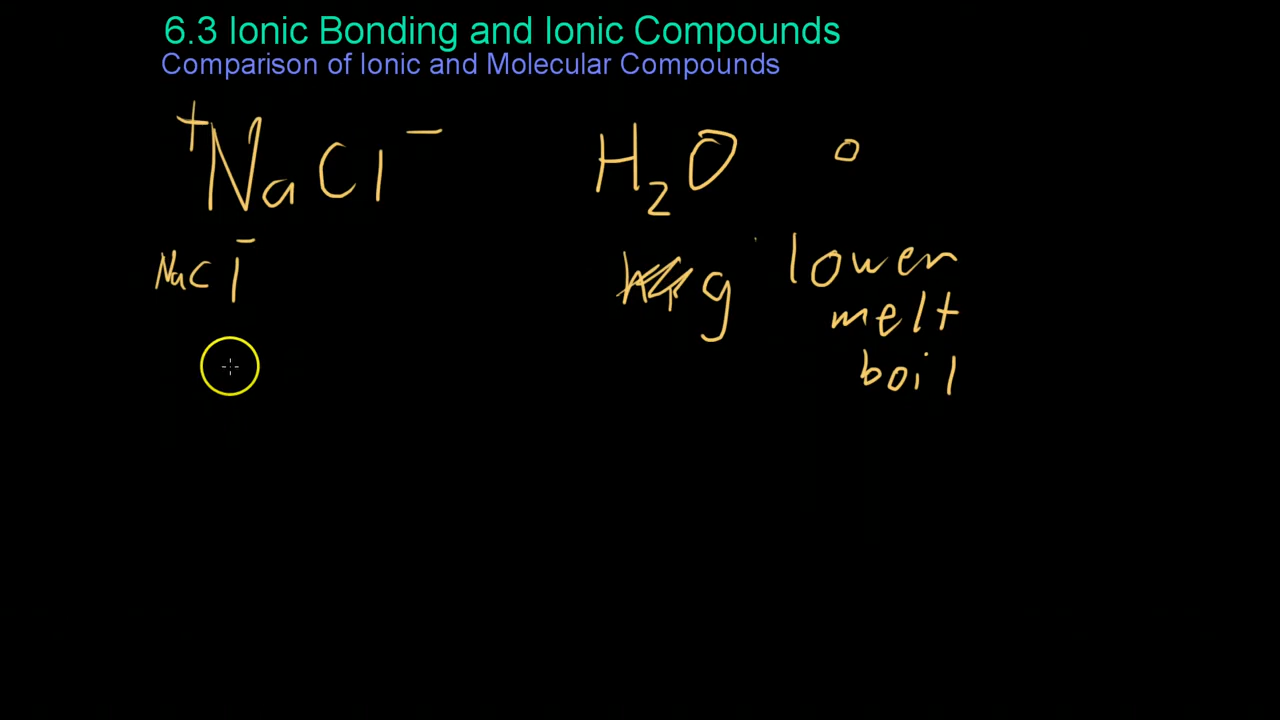 6.3 Ionic Bonding and Ionic Compounds
Comparison of Ionic and Molecular Compounds
+NaCl− H2O o
NaCl−
g lower
melt
boil